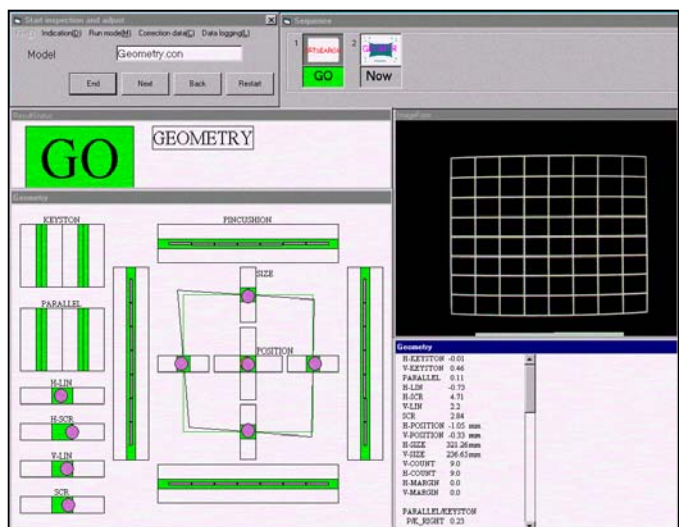 Start inspection and adjust
Indication(D) Run mode(M) Correction data(C) Data logging(L)
Model Geometry.con
End Next Back Restart
Sequence
1 2
GO Now
GO GEOMETRY
Geometry
KEYSTON PINCUSHION
SIZE
PARALLEL
POSITION
H-LIN
H-SCR
V-LIN
SCR
Geometry
H-KEYSTON -0.01
V-KEYSTON 0.46
PARALLEL 0.11
H-LIN -0.73
H-SCR 4.71
V-LIN 2.2
SCR 2.84
H-POSITION -1.05 mm
V-POSITION -0.33 mm
H-SIZE 321.26mm
V-SIZE 236.65mm
V-COUNT 9.0
H-COUNT 9.0
H-MARGIN 0.0
V-MARGIN 0.0
PARALLEL/KEYSTON
P/K_RIGHT 0.23